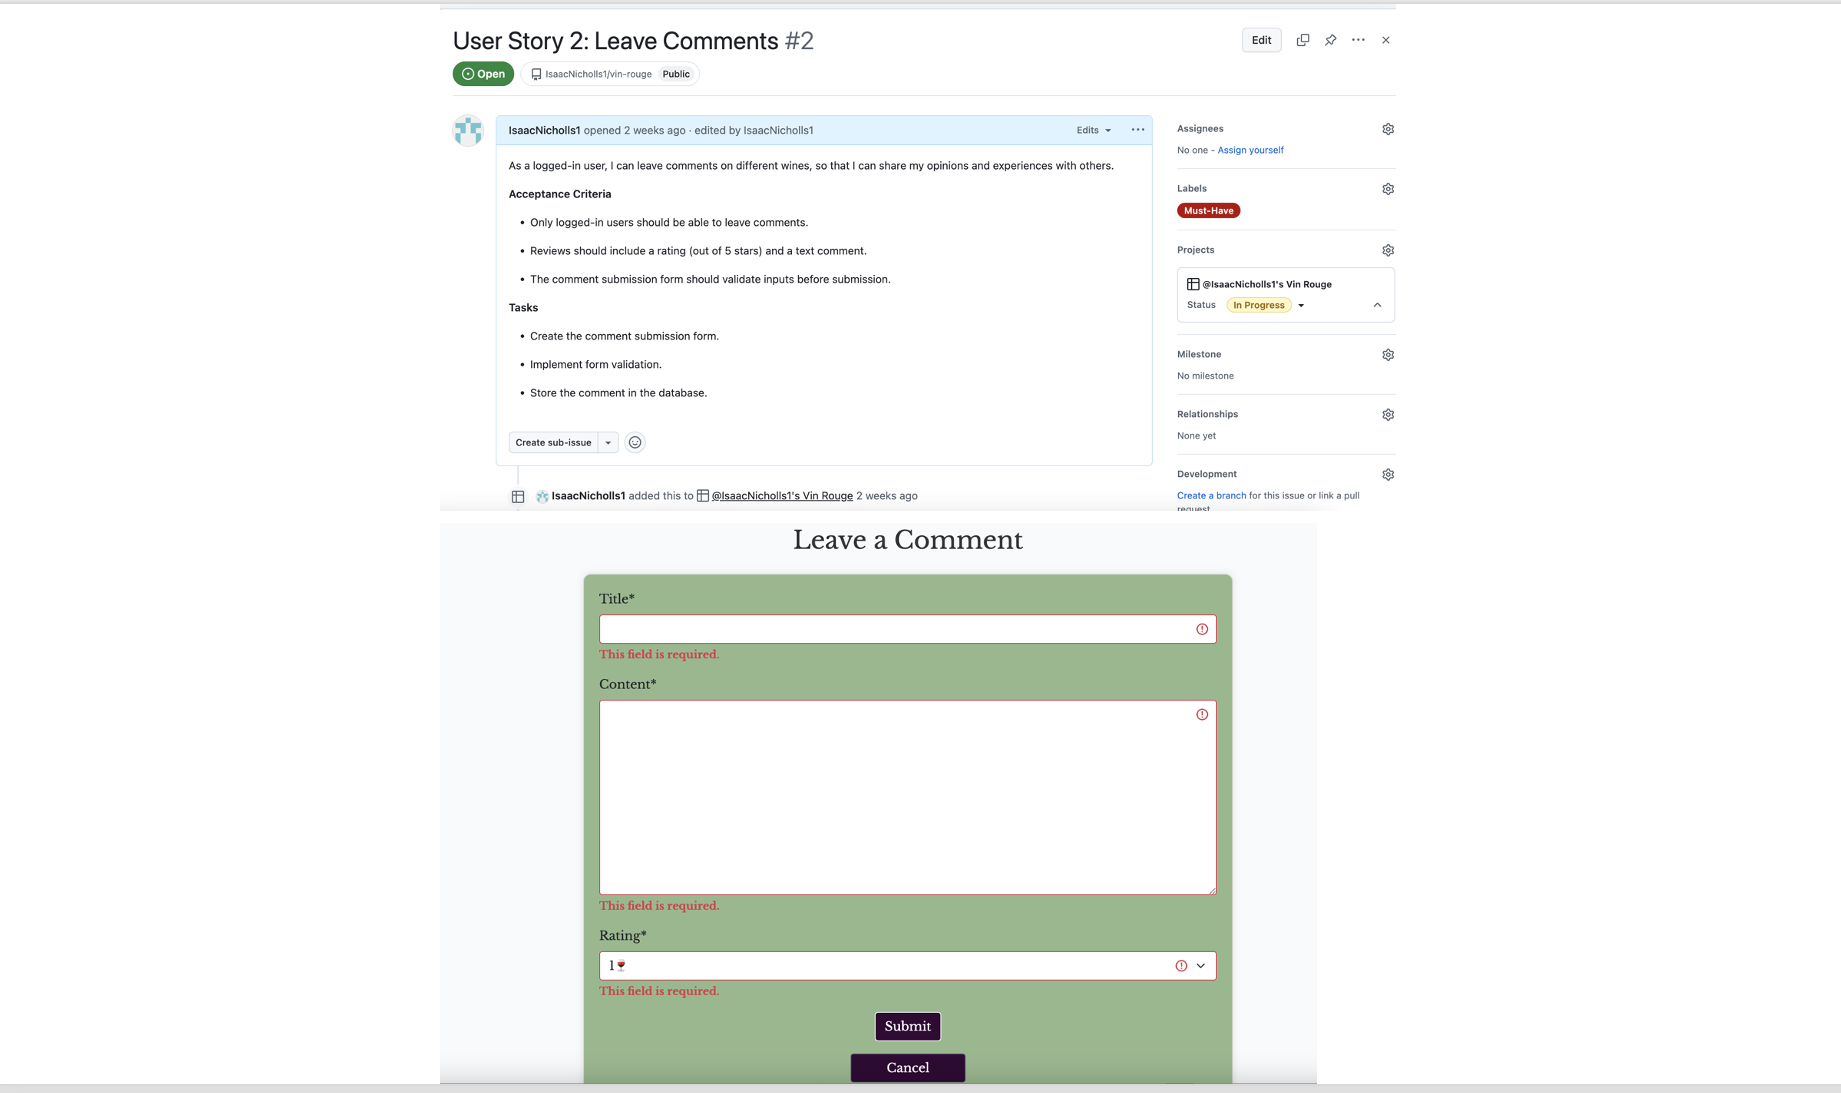 User Story 2: Leave Comments #2
Edit
Open
IsaacNicholls1/vin-rouge Public
IsaacNicholls1 opened 2 weeks ago · edited by IsaacNicholls1
Edits
As a logged-in user, I can leave comments on different wines, so that I can share my opinions and experiences with others.
Acceptance Criteria
• Only logged-in users should be able to leave comments.
• Reviews should include a rating (out of 5 stars) and a text comment.
• The comment submission form should validate inputs before submission.
Tasks
• Create the comment submission form.
• Implement form validation.
• Store the comment in the database.
Create sub-issue
IsaacNicholls1 added this to @IsaacNicholls1's Vin Rouge 2 weeks ago
Assignees
No one - Assign yourself
Labels
Must-Have
Projects
@IsaacNicholls1's Vin Rouge
Status In Progress
Milestone
No milestone
Relationships
None yet
Development
Create a branch for this issue or link a pull
request
Leave a Comment
Title*
This field is required.
Content*
This field is required.
Rating*
1🍷
This field is required.
Submit
Cancel